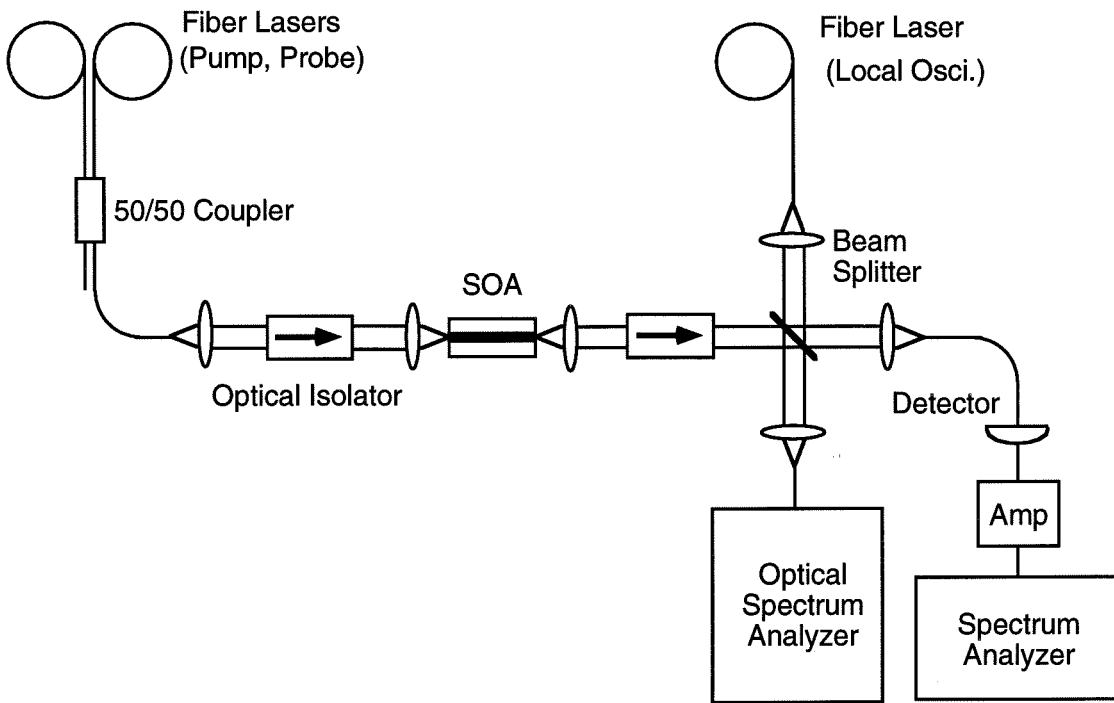 Fiber Lasers
(Pump, Probe)
Fiber Laser
(Local Osci.)
50/50 Coupler
Beam
Splitter
SOA
Optical Isolator
Detector
Amp
Optical
Spectrum
Analyzer
Spectrum
Analyzer